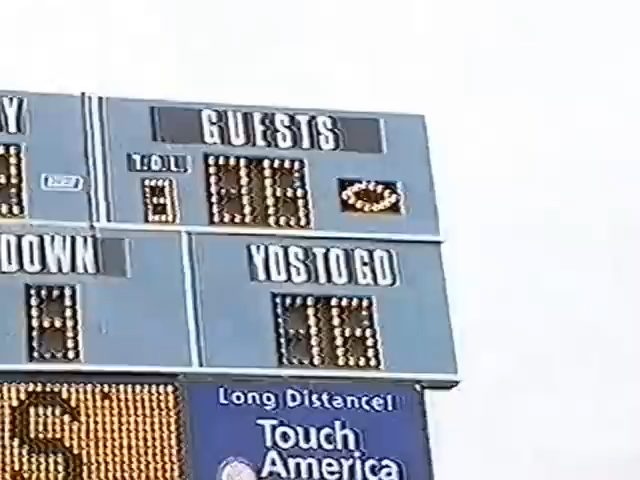 GUESTS
T.O.L.
DOWN
YDS TO GO
S
Long Distance!
Touch
America